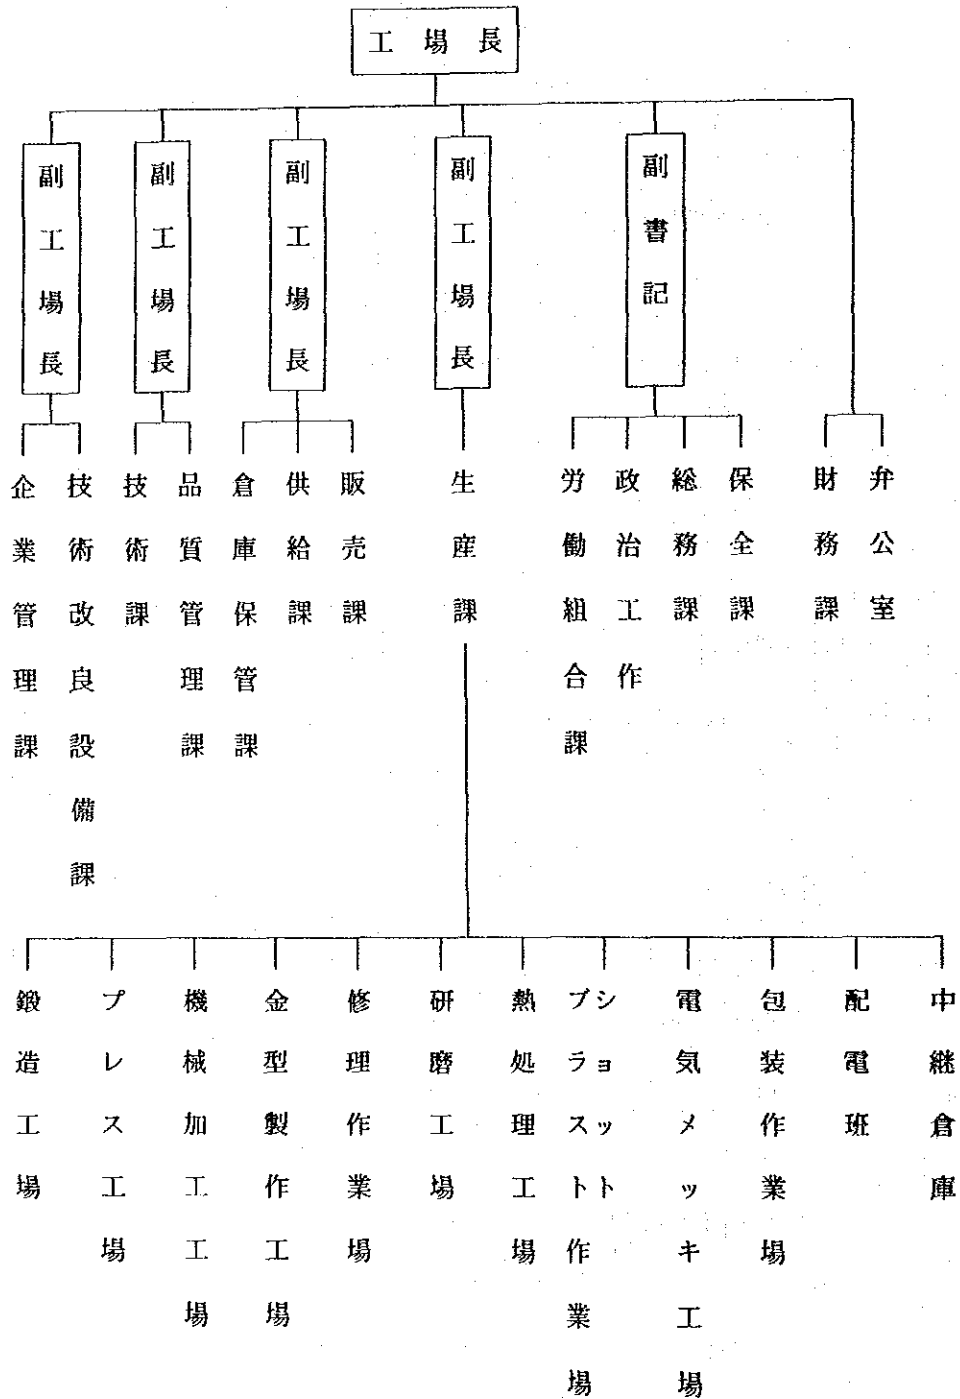 工場長
副工場長
副工場長
副工場長
副工場長
副書記
企業管理課
技術改良設備課
技術課
品質管理課
倉庫保管課
供給課
販売課
生産課
労働組合課
政治工作
総務課
保全課
財務課
弁公室
鍛造工場
プレス工場
機械加工工場
金型製作工場
修理作業場
研磨工場
熱処理工場
ショット
ブラスト作業場
電気メッキ工場
包装作業場
配電班
中継倉庫